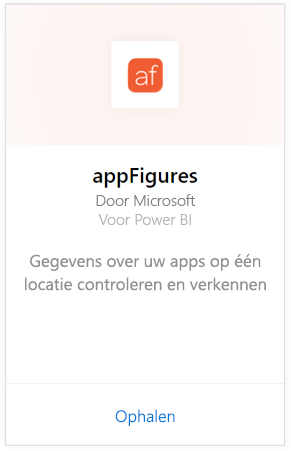 af
appFigures
Door Microsoft
Voor Power BI
Gegevens over uw apps op één
locatie controleren en verkennen
Ophalen